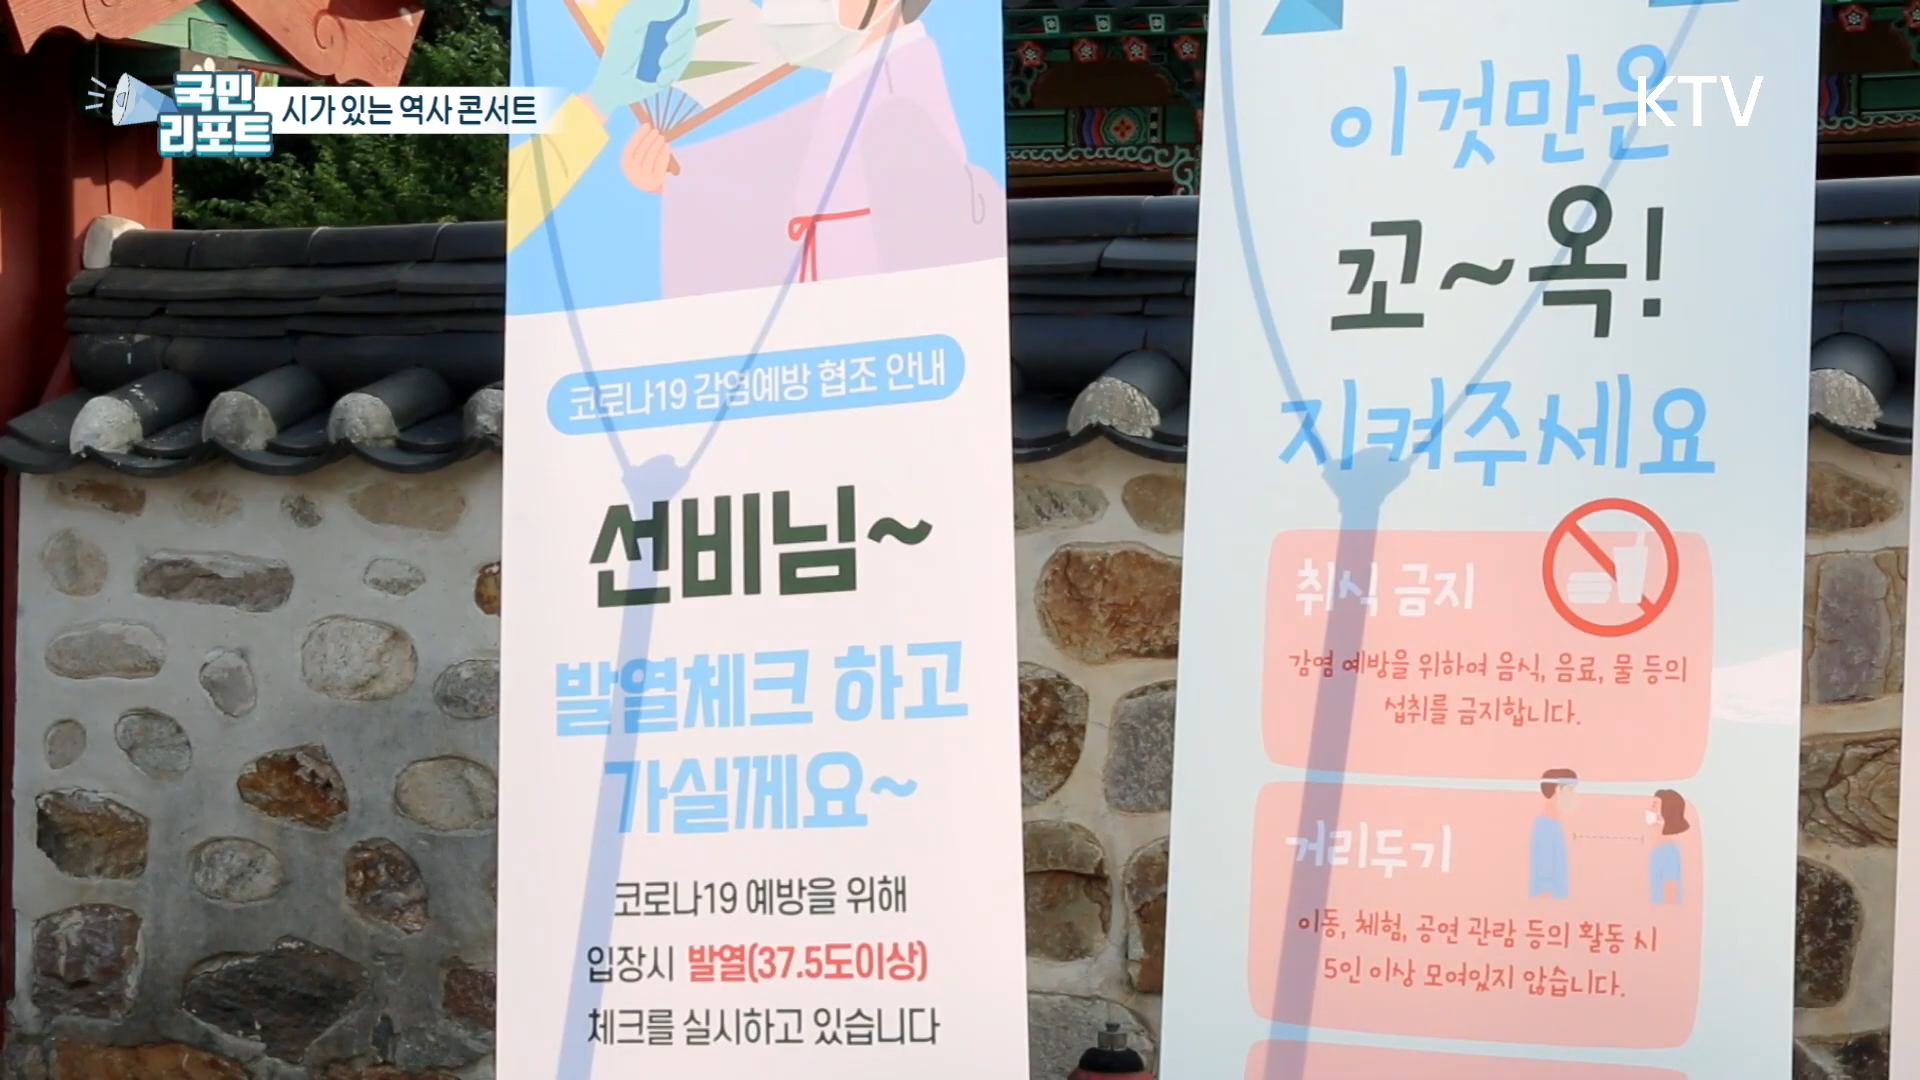 국민
리포트
시가 있는 역사 콘서트
KTV
코로나19 감염예방 협조 안내
선비님~
발열체크 하고
가실께요~
코로나19 예방을 위해
입장시 발열(37.5도이상)
체크를 실시하고 있습니다
이것만은
꼬~옥!
지켜주세요
취식 금지
감염 예방을 위하여 음식, 음료, 물 등의
섭취를 금지합니다.
거리두기
이동, 체험, 공연 관람 등의 활동 시
5인 이상 모여있지 않습니다.